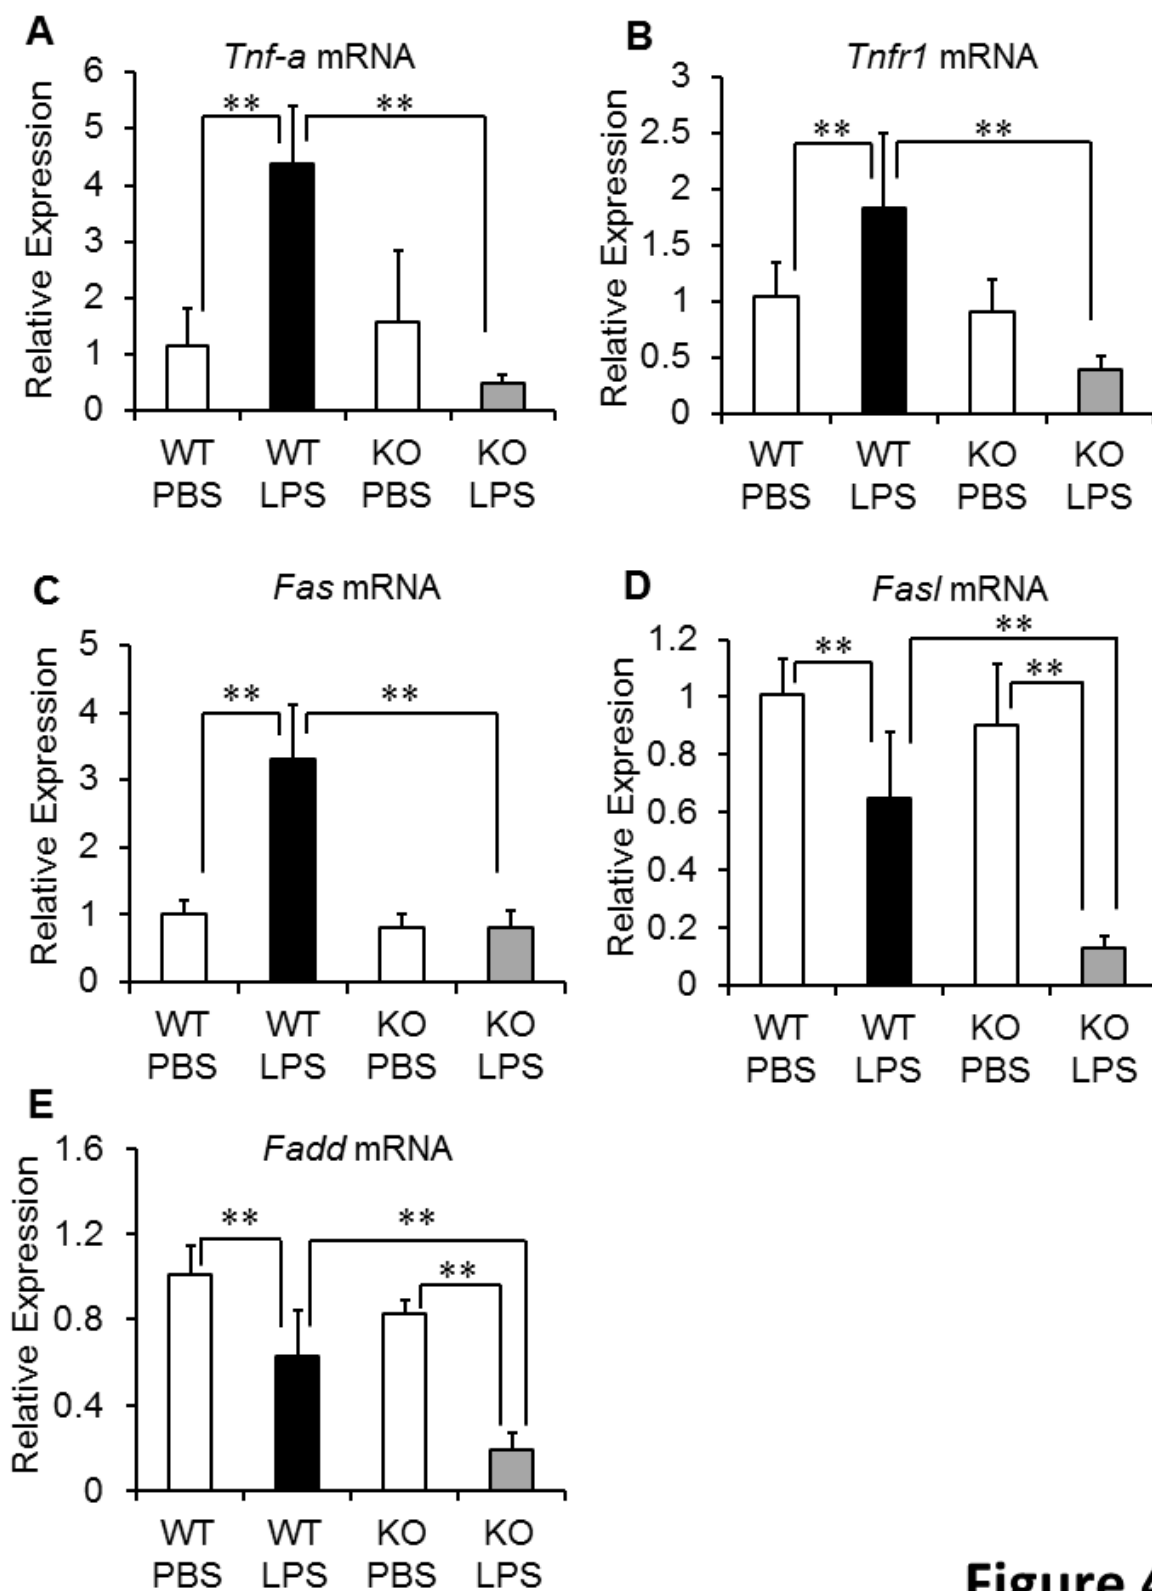 A
Tnf-a mRNA
Relative Expression
6
5
4
3
2
1
0
**
**
WT WT KO KO
PBS LPS PBS LPS
B
Tnfr1 mRNA
Relative Expression
3
2.5
2
1.5
1
0.5
0
**
**
WT WT KO KO
PBS LPS PBS LPS
C
Fas mRNA
Relative Expression
5
4
3
2
1
0
**
**
WT WT KO KO
PBS LPS PBS LPS
D
Fasl mRNA
Relative Expresion
1.2
1
0.8
0.6
0.4
0.2
0
**
**
**
WT WT KO KO
PBS LPS PBS LPS
E
Fadd mRNA
Relative Expression
1.6
1.2
0.8
0.4
0
**
**
**
WT WT KO KO
PBS LPS PBS LPS
Figure 4